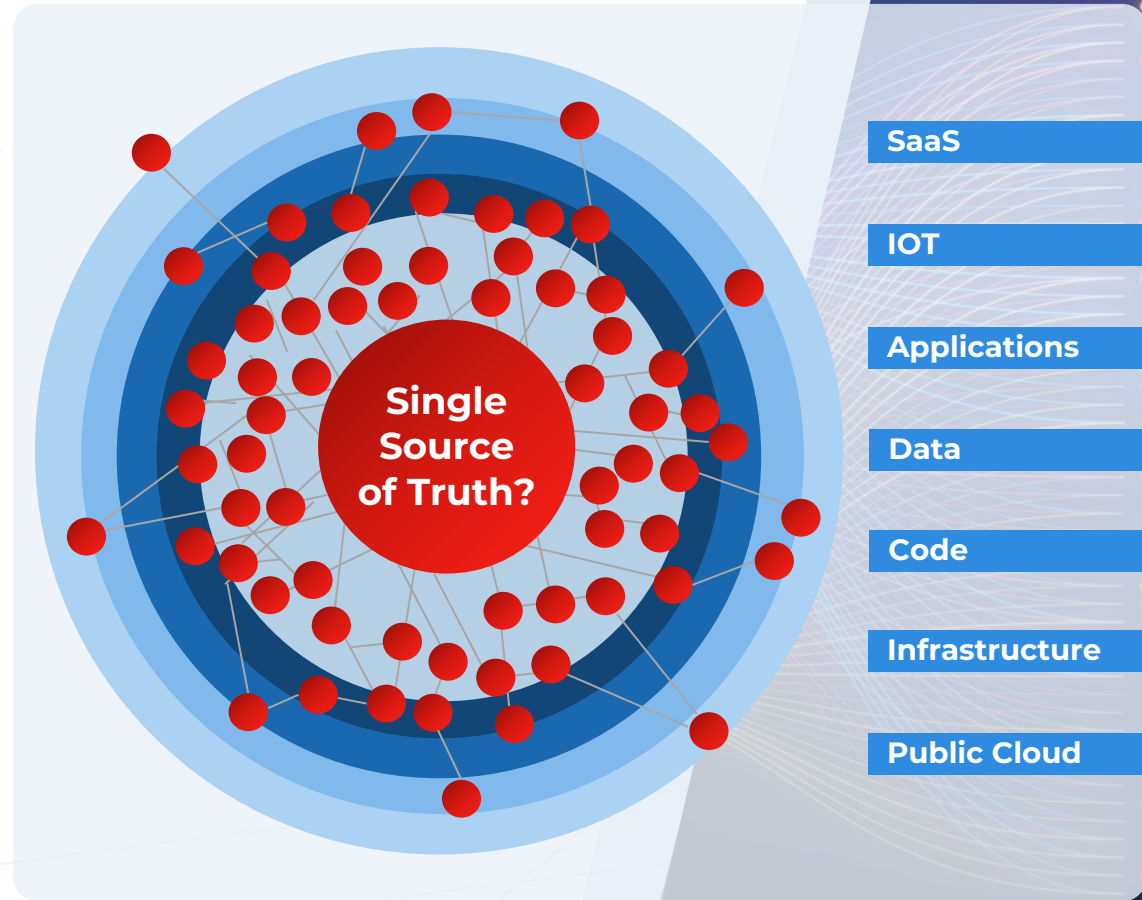 Single
Source
of Truth?
SaaS
IOT
Applications
Data
Code
Infrastructure
Public Cloud